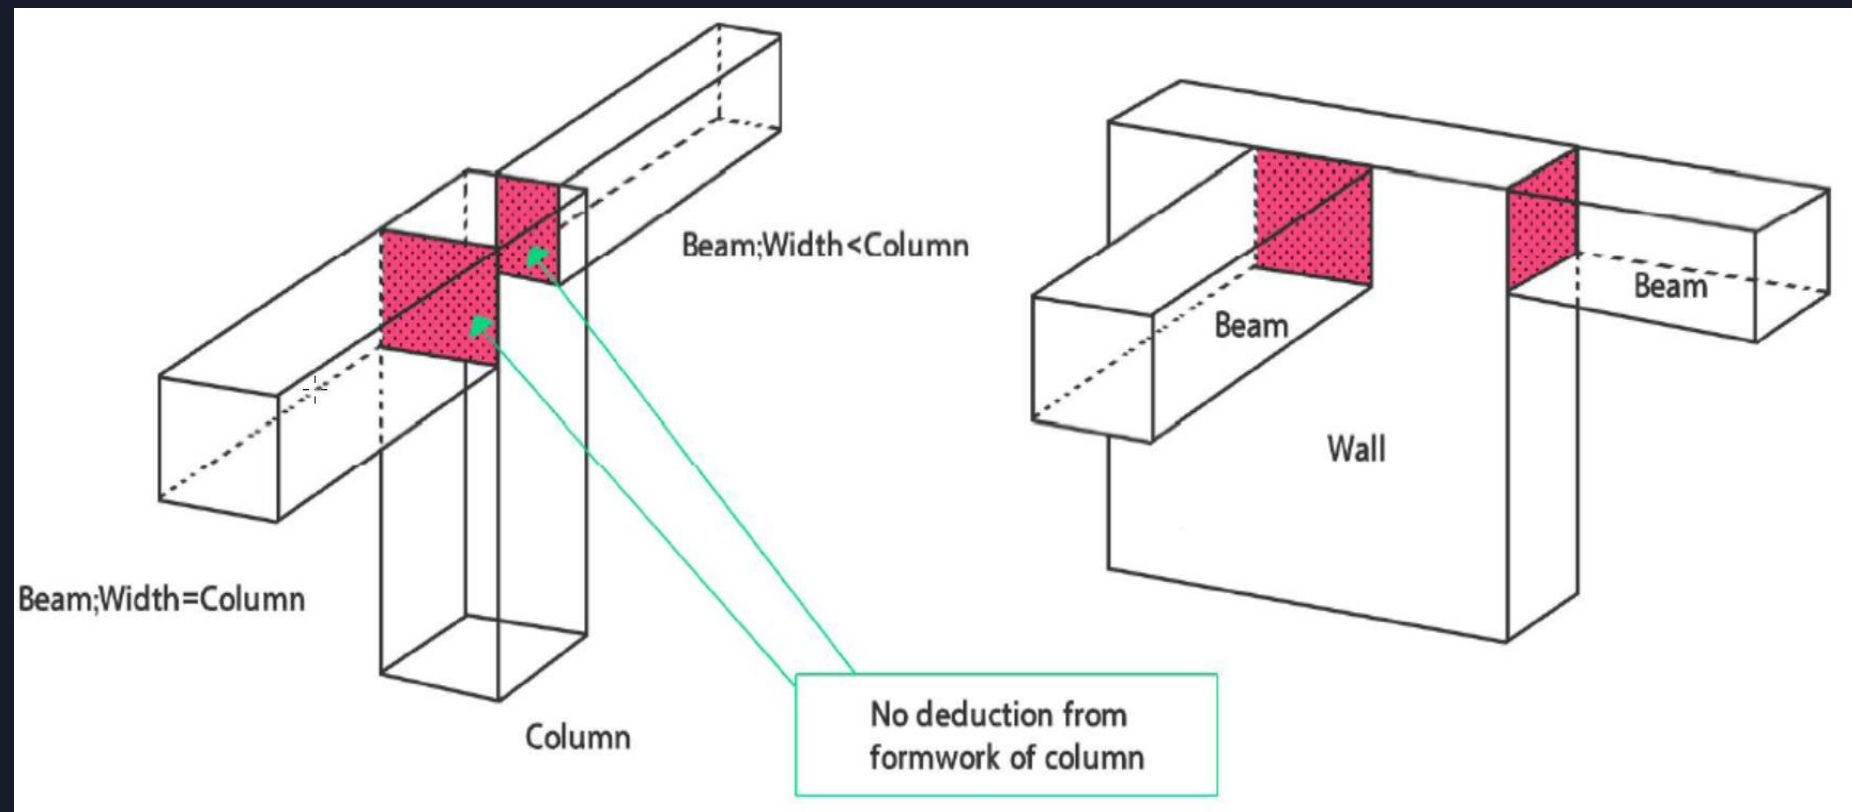 Beam;Width<Column
Beam;Width=Column
Column
No deduction from
formwork of column
Beam
Beam
Wall